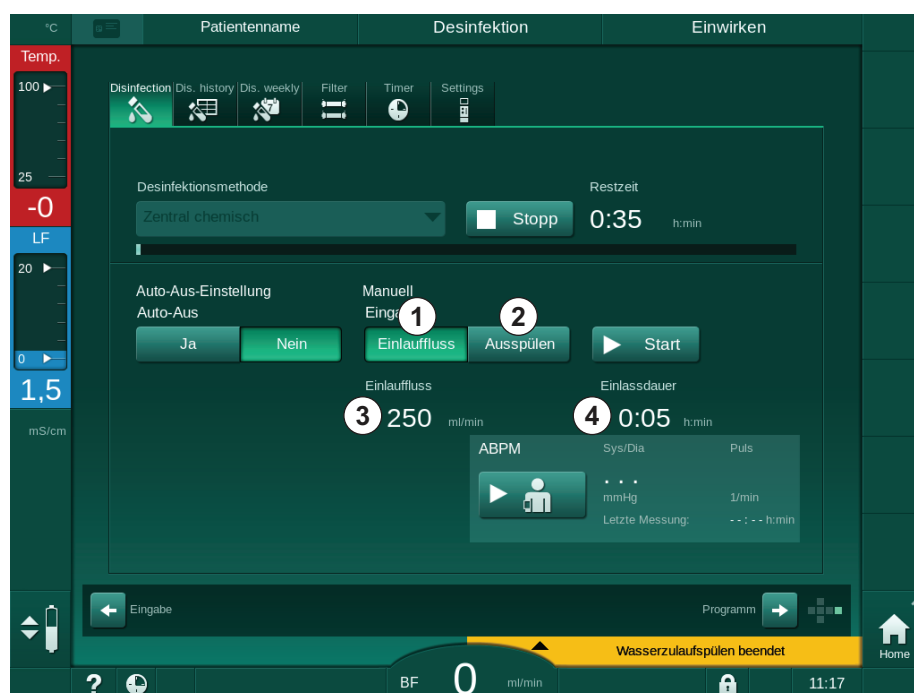 °C Patientenname Desinfektion Einwirken
Temp.
100
25
-0
LF
20
0
1,5
mS/cm
Disinfection Dis. history Dis. weekly Filter Timer Settings
Desinfektionsmethode Restzeit
Zentral chemisch Stopp 0:35 h:min
Auto-Aus-Einstellung Manuell
Auto-Aus Einga
1 2
Ja Nein Einlauffluss Ausspülen Start
Einlauffluss Einlassdauer
3 250 ml/min 4 0:05 h:min
ABPM Sys/Dia Puls
. . .
mmHg 1/min
Letzte Messung: --:-- h:min
Eingabe Programm
Wasserzulaufspülen beendet
Home
? BF 0 ml/min 11:17